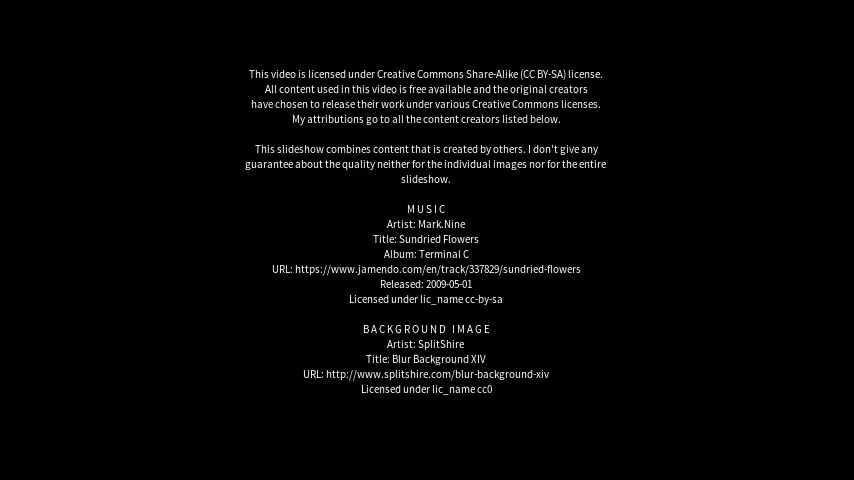 This video is licensed under Creative Commons Share-Alike (CC BY-SA) license.
All content used in this video is free available and the original creators
have chosen to release their work under various Creative Commons licenses.
My attributions go to all the content creators listed below.
This slideshow combines content that is created by others. I don't give any
guarantee about the quality neither for the individual images nor for the entire
slideshow.
MUSIC
Artist: Mark.Nine
Title: Sundried Flowers
Album: Terminal C
URL: https://www.jamendo.com/en/track/337829/sundried-flowers
Released: 2009-05-01
Licensed under lic_name cc-by-sa
BACKGROUND IMAGE
Artist: SplitShire
Title: Blur Background XIV
URL: http://www.splitshire.com/blur-background-xiv
Licensed under lic_name cc0